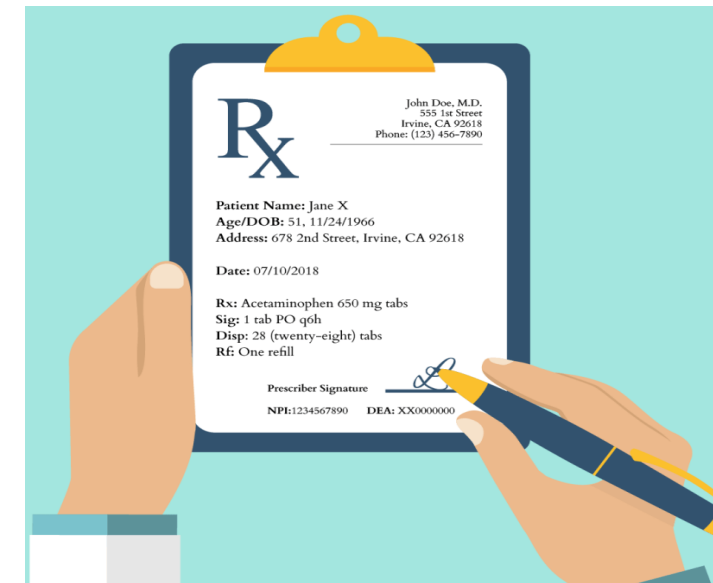 Rx
John Doe, M.D.
555 1st Street
Irvine, CA 92618
Phone: (123) 456-7890
Patient Name: Jane X
Age/DOB: 51, 11/24/1966
Address: 678 2nd Street, Irvine, CA 92618
Date: 07/10/2018
Rx: Acetaminophen 650 mg tabs
Sig: 1 tab PO q6h
Disp: 28 (twenty-eight) tabs
Rf: One refill
Prescriber Signature
NPI:1234567890 DEA: XX0000000